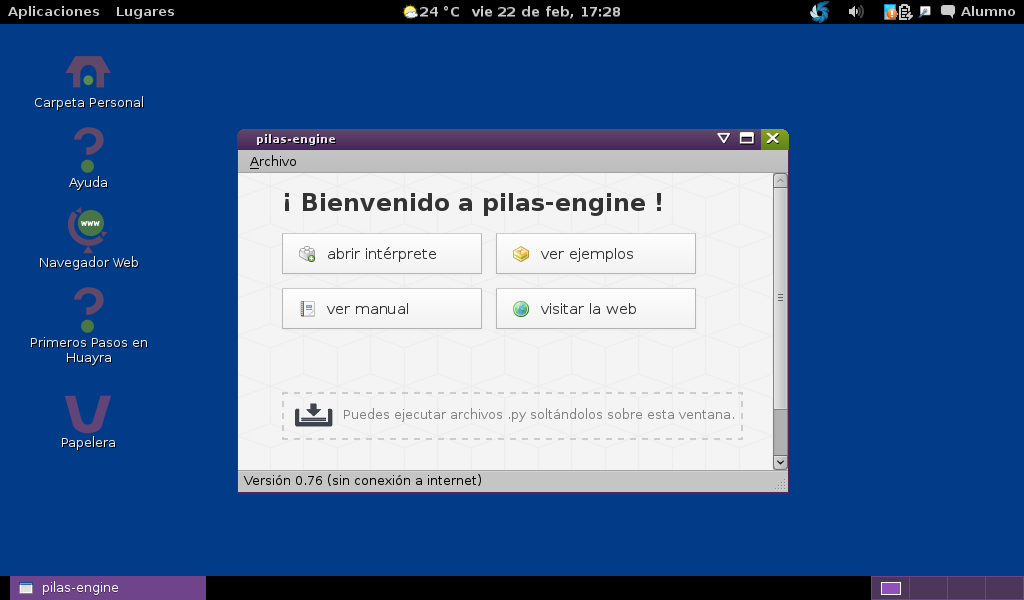 Aplicaciones Lugares 24 °C vie 22 de feb, 17:28 Alumno
Carpeta Personal
Ayuda
www
Navegador Web
Primeros Pasos en
Huayra
Papelera
pilas-engine
Archivo
¡ Bienvenido a pilas-engine !
abrir intérprete ver ejemplos
ver manual visitar la web
Puedes ejecutar archivos .py soltándolos sobre esta ventana.
Versión 0.76 (sin conexión a internet)
pilas-engine